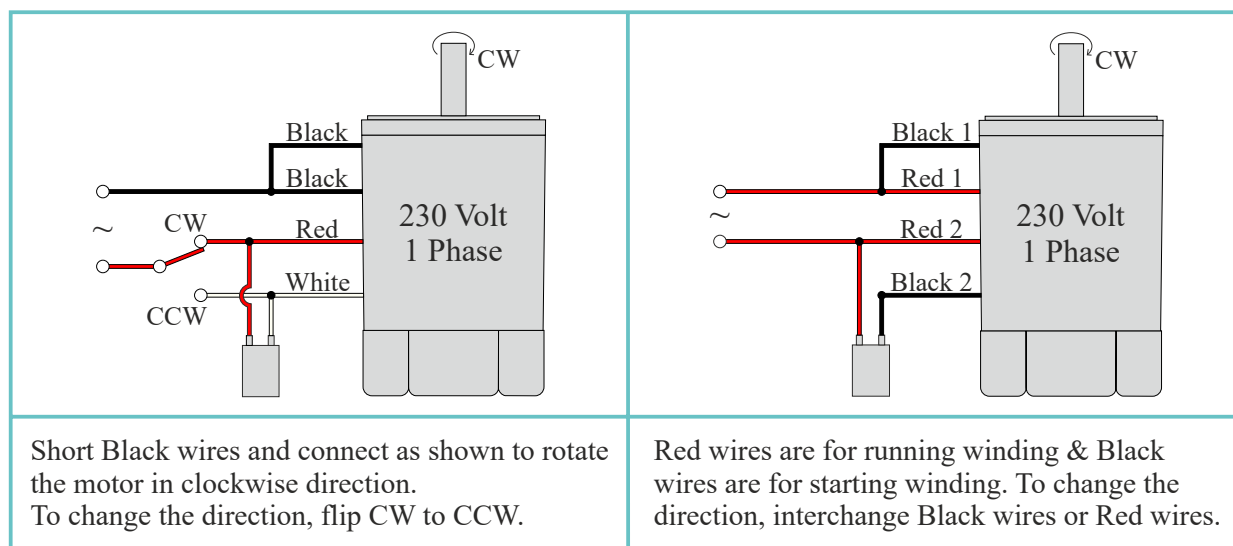 CW
Black
Black
~
CW
Red
White
CCW
230 Volt
1 Phase
Short Black wires and connect as shown to rotate
the motor in clockwise direction.
To change the direction, flip CW to CCW.
CW
Black 1
Red 1
~
Red 2
Black 2
230 Volt
1 Phase
Red wires are for running winding & Black
wires are for starting winding. To change the
direction, interchange Black wires or Red wires.